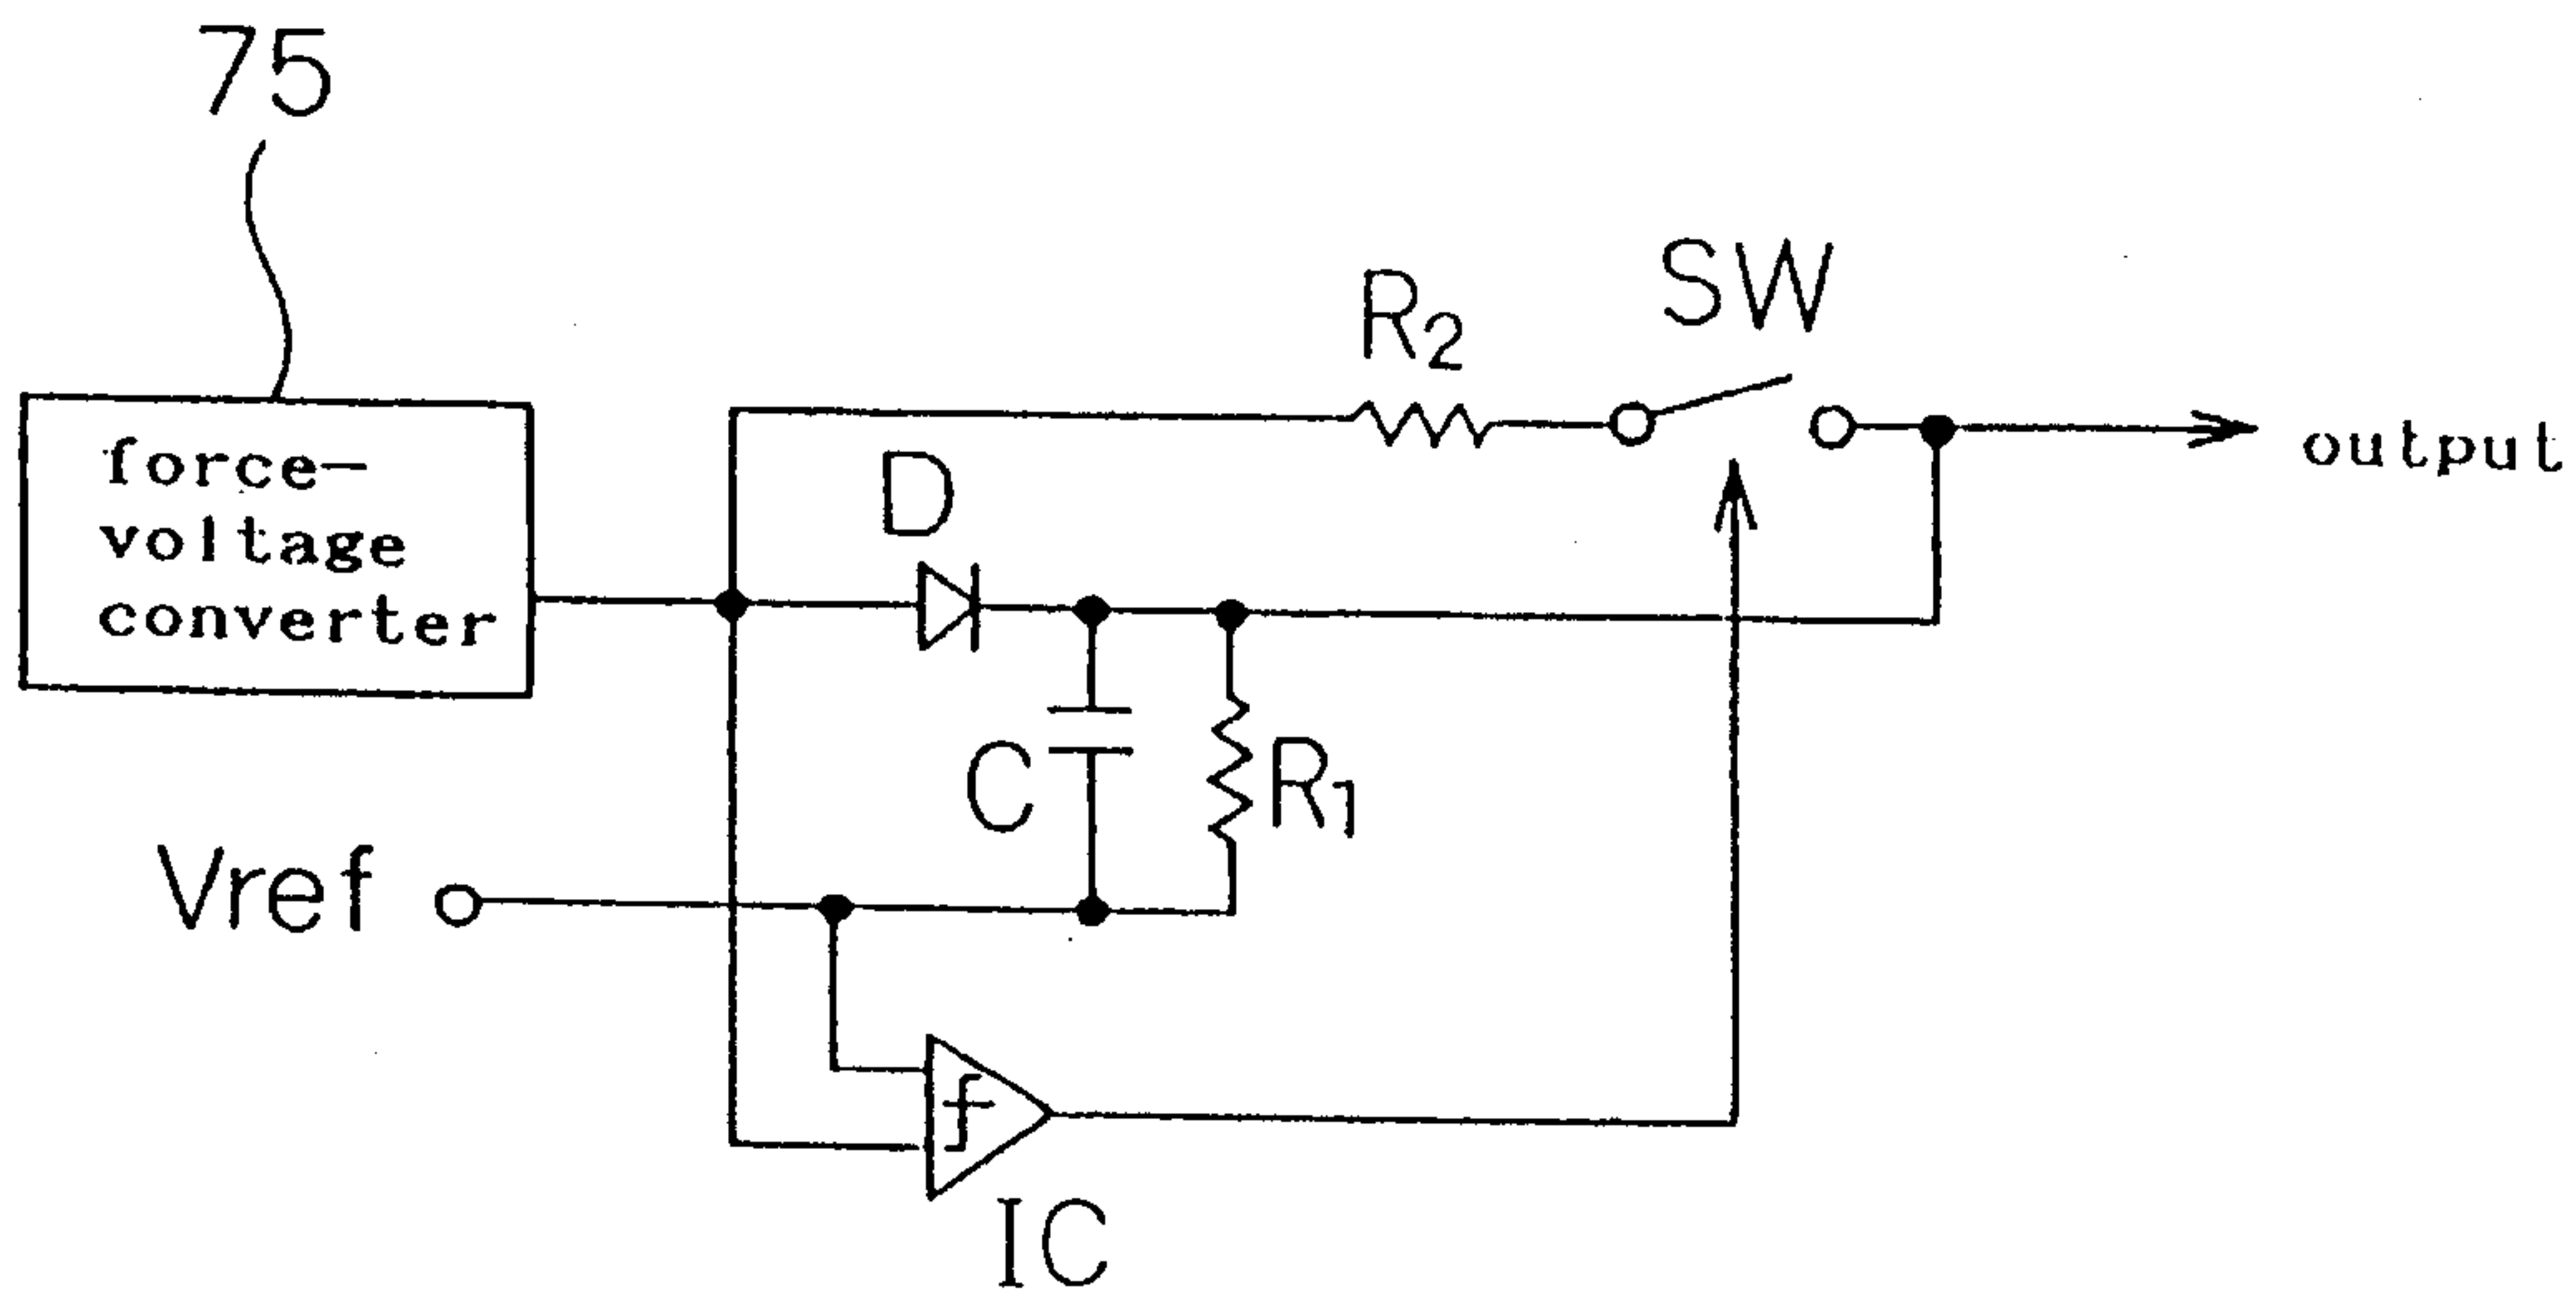 75
SW
R2
output
D
force-
voltage
converter
C
R1
Vref
IC